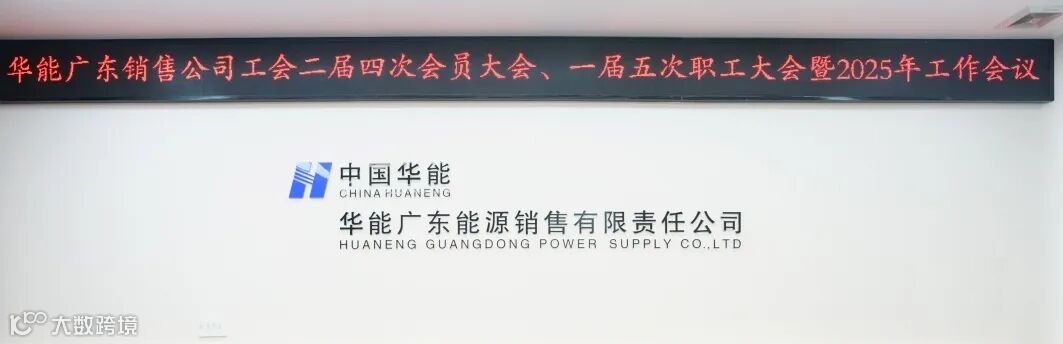 华能广东销售公司工会二届四次会员大会、一届五次职工大会暨2025年工作会议
中国华能
CHINA HUANENG
华能广东能源销售有限责任公司
HUANENG GUANGDONG POWER SUPPLY CO.,LTD
大数跨境